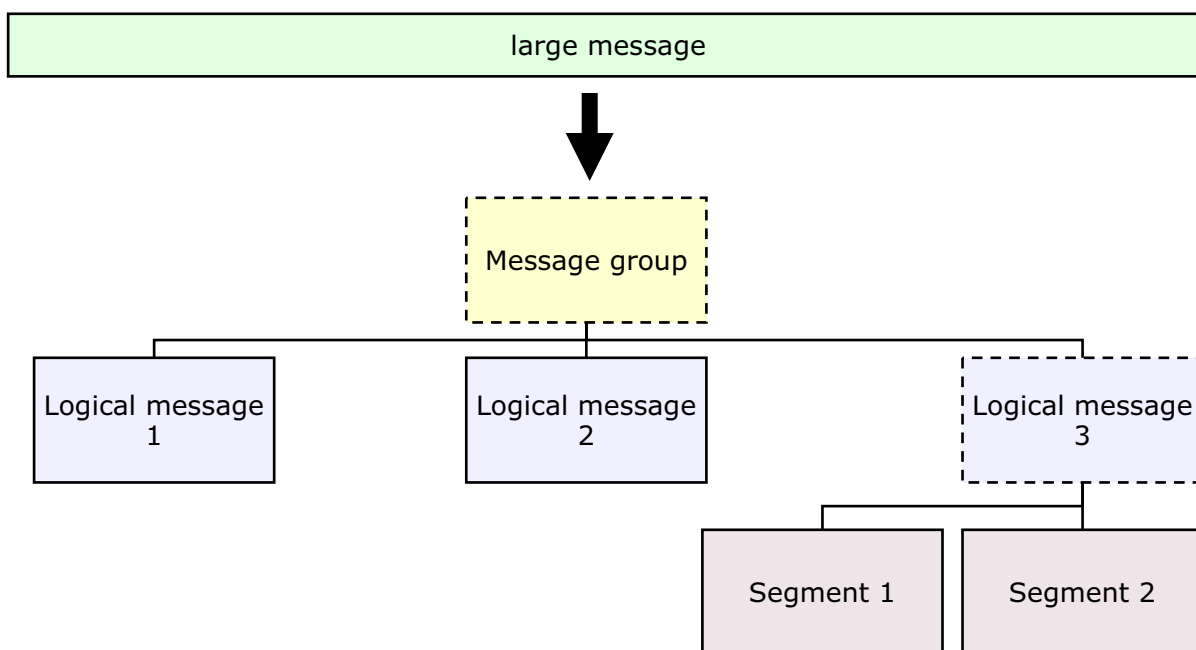 large message
Message group
Logical message
1
Logical message
2
Logical message
3
Segment 1
Segment 2